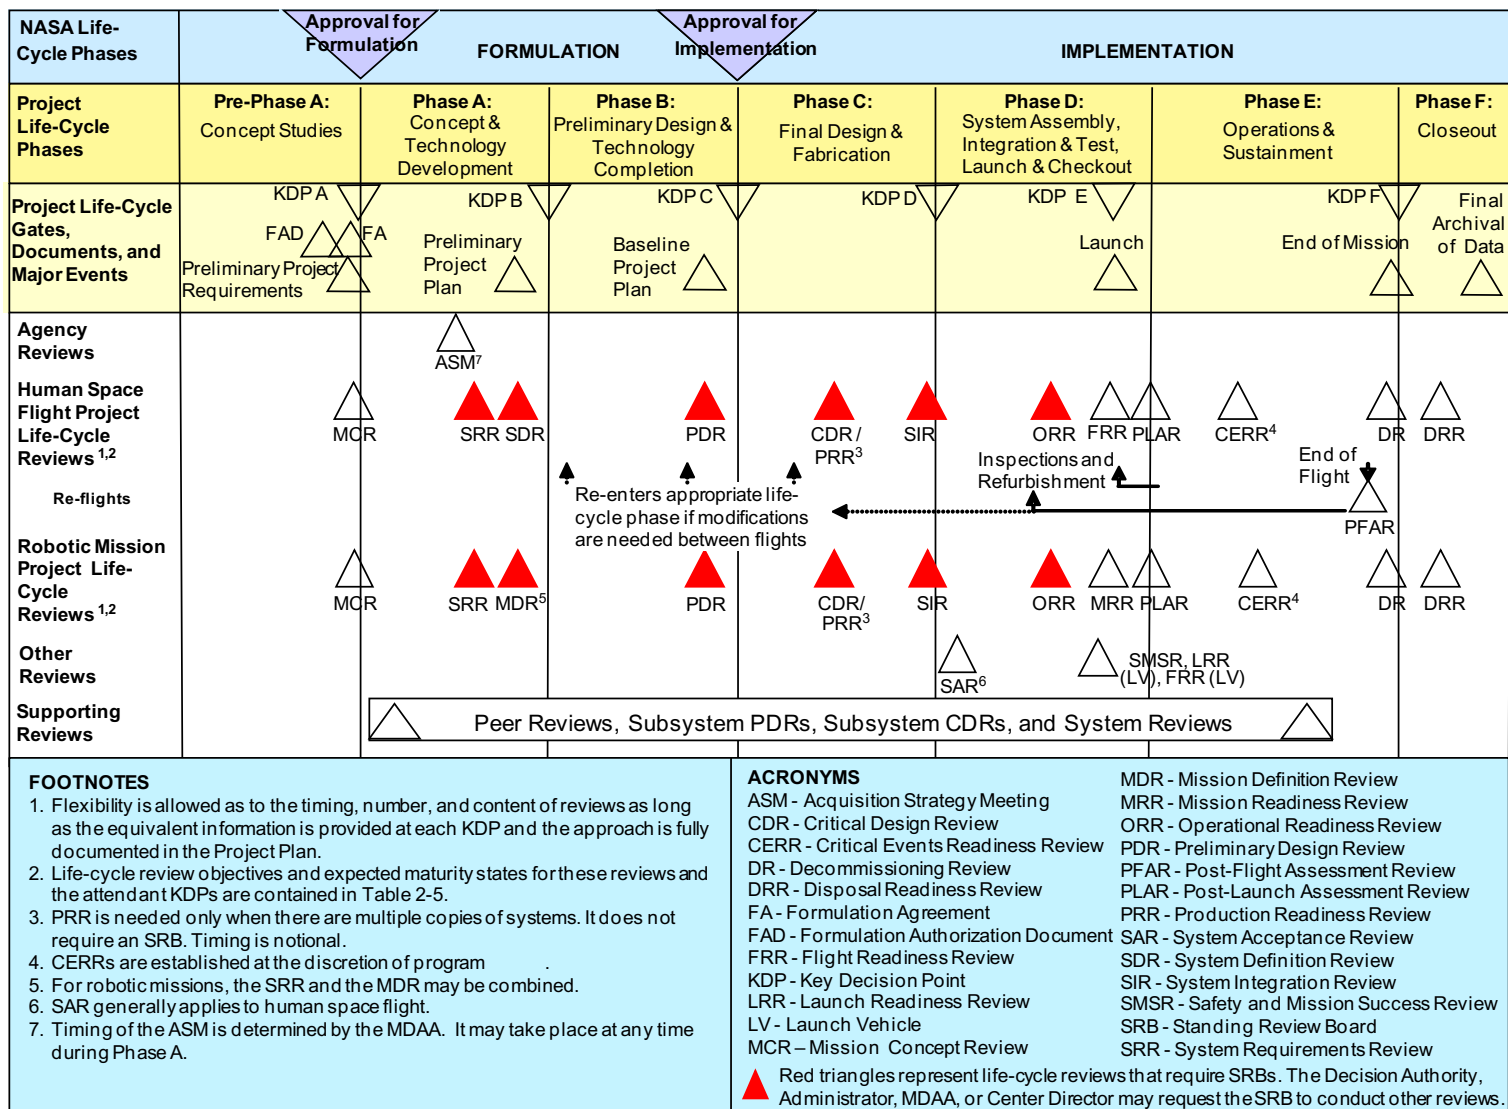 NASA Life-
Cycle Phases
Approval for
Formulation
FORMULATION
Approval for
Implementation
IMPLEMENTATION
Project
Life-Cycle
Phases
Pre-Phase A:
Concept Studies
Phase A:
Concept &
Technology
Development
Phase B:
Preliminary Design &
Technology
Completion
Phase C:
Final Design &
Fabrication
Phase D:
System Assembly,
Integration & Test,
Launch & Checkout
Phase E:
Operations &
Sustainment
Phase F:
Closeout
Project Life-Cycle
Gates,
Documents, and
Major Events
KDP A
FAD
FA
Preliminary Project
Requirements
KDP B
Preliminary
Project
Plan
KDP C
Baseline
Project
Plan
KDP D
KDP E
Launch
KDP F
End of Mission
Final
Archival
of Data
Agency
Reviews
ASM7
Human Space
Flight Project
Life-Cycle
Reviews 1,2
MCR
SRR
SDR
PDR
CDR /
PRR3
SIR
ORR
FRR
PLAR
CERR4
DR
DRR
Re-flights
Re-enters appropriate life-
cycle phase if modifications
are needed between flights
Inspections and
Refurbishment
End of
Flight
PFAR
Robotic Mission
Project Life-
Cycle
Reviews 1,2
MCR
SRR
MDR5
PDR
CDR/
PRR3
SIR
ORR
MRR
PLAR
CERR4
DR
DRR
Other
Reviews
SAR6
SMSR, LRR
(LV), FRR (LV)
Supporting
Reviews
Peer Reviews, Subsystem PDRs, Subsystem CDRs, and System Reviews
FOOTNOTES
1. Flexibility is allowed as to the timing, number, and content of reviews as long
as the equivalent information is provided at each KDP and the approach is fully
documented in the Project Plan.
2. Life-cycle review objectives and expected maturity states for these reviews and
the attendant KDPs are contained in Table 2-5.
3. PRR is needed only when there are multiple copies of systems. It does not
require an SRB. Timing is notional.
4. CERRs are established at the discretion of program .
5. For robotic missions, the SRR and the MDR may be combined.
6. SAR generally applies to human space flight.
7. Timing of the ASM is determined by the MDAA. It may take place at any time
during Phase A.
ACRONYMS
ASM - Acquisition Strategy Meeting
CDR - Critical Design Review
CERR - Critical Events Readiness Review
DR - Decommissioning Review
DRR - Disposal Readiness Review
FA - Formulation Agreement
FAD - Formulation Authorization Document
FRR - Flight Readiness Review
KDP - Key Decision Point
LRR - Launch Readiness Review
LV - Launch Vehicle
MCR – Mission Concept Review
MDR - Mission Definition Review
MRR - Mission Readiness Review
ORR - Operational Readiness Review
PDR - Preliminary Design Review
PFAR - Post-Flight Assessment Review
PLAR - Post-Launch Assessment Review
PRR - Production Readiness Review
SAR - System Acceptance Review
SDR - System Definition Review
SIR - System Integration Review
SMSR - Safety and Mission Success Review
SRB - Standing Review Board
SRR - System Requirements Review
Red triangles represent life-cycle reviews that require SRBs. The Decision Authority,
Administrator, MDAA, or Center Director may request the SRB to conduct other reviews.